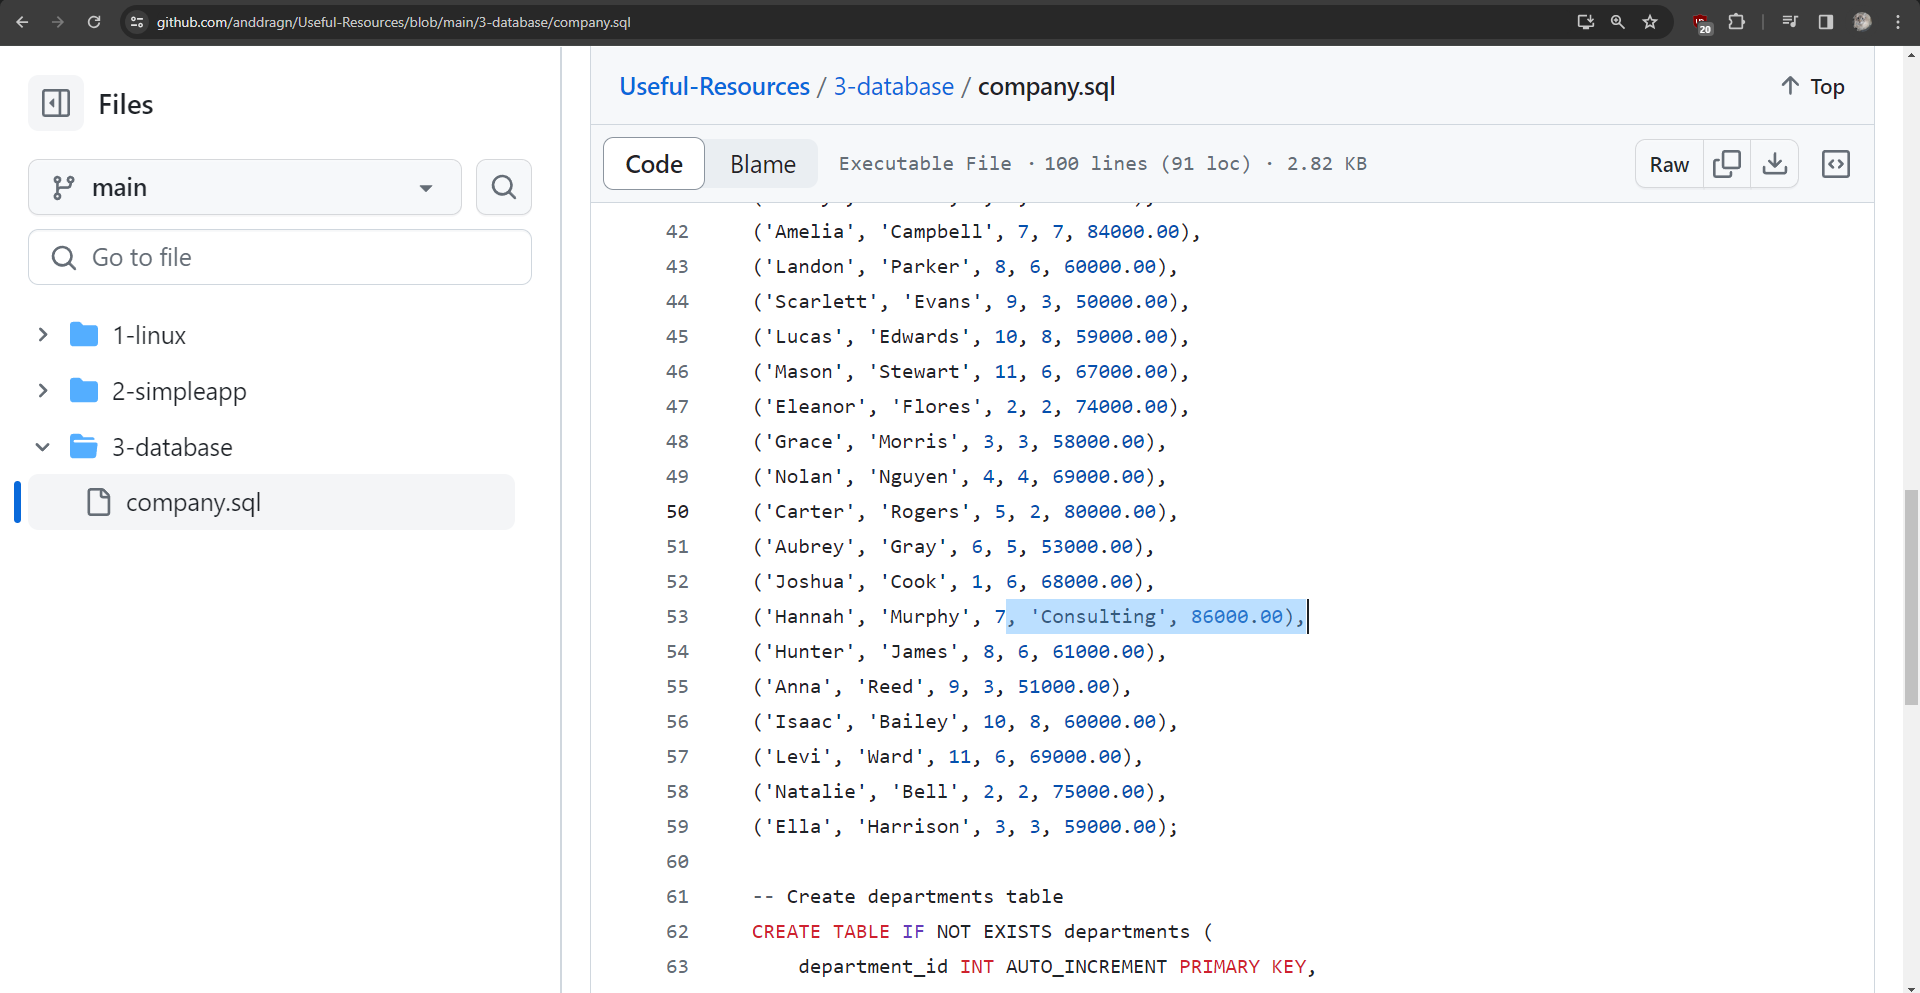 github.com/anddragn/Useful-Resources/blob/main/3-database/company.sql
20
Files
main
Go to file
1-linux
2-simpleapp
3-database
company.sql
Useful-Resources / 3-database / company.sql
Top
Code Blame Executable File · 100 lines (91 loc) · 2.82 KB Raw
42 ('Amelia', 'Campbell', 7, 7, 84000.00),
43 ('Landon', 'Parker', 8, 6, 60000.00),
44 ('Scarlett', 'Evans', 9, 3, 50000.00),
45 ('Lucas', 'Edwards', 10, 8, 59000.00),
46 ('Mason', 'Stewart', 11, 6, 67000.00),
47 ('Eleanor', 'Flores', 2, 2, 74000.00),
48 ('Grace', 'Morris', 3, 3, 58000.00),
49 ('Nolan', 'Nguyen', 4, 4, 69000.00),
50 ('Carter', 'Rogers', 5, 2, 80000.00),
51 ('Aubrey', 'Gray', 6, 5, 53000.00),
52 ('Joshua', 'Cook', 1, 6, 68000.00),
53 ('Hannah', 'Murphy', 7, 'Consulting', 86000.00),
54 ('Hunter', 'James', 8, 6, 61000.00),
55 ('Anna', 'Reed', 9, 3, 51000.00),
56 ('Isaac', 'Bailey', 10, 8, 60000.00),
57 ('Levi', 'Ward', 11, 6, 69000.00),
58 ('Natalie', 'Bell', 2, 2, 75000.00),
59 ('Ella', 'Harrison', 3, 3, 59000.00);
60
61 -- Create departments table
62 CREATE TABLE IF NOT EXISTS departments (
63 department_id INT AUTO_INCREMENT PRIMARY KEY,